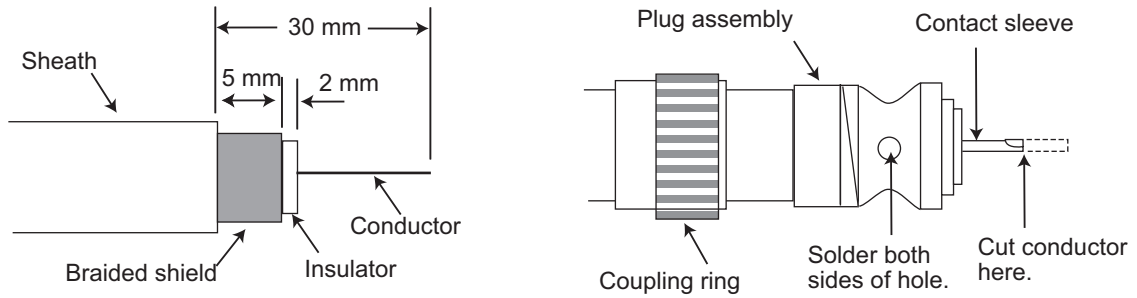 30 mm
Sheath
5 mm
2 mm
Conductor
Braided shield
Insulator
Plug assembly
Contact sleeve
Coupling ring
Solder both
sides of hole.
Cut conductor
here.